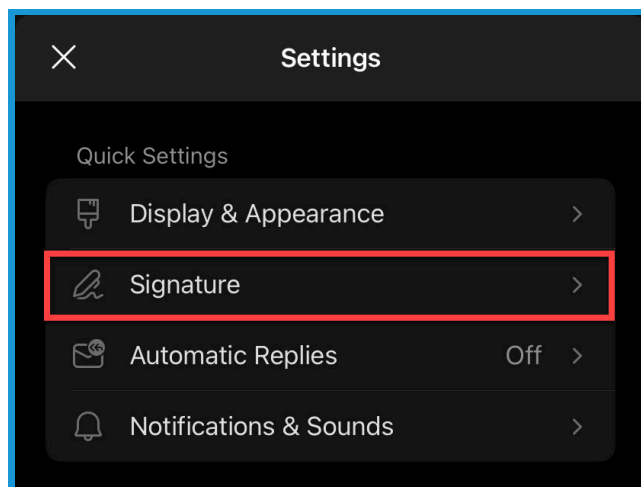 Settings
Quick Settings
Display & Appearance
Signature
Automatic Replies Off
Notifications & Sounds